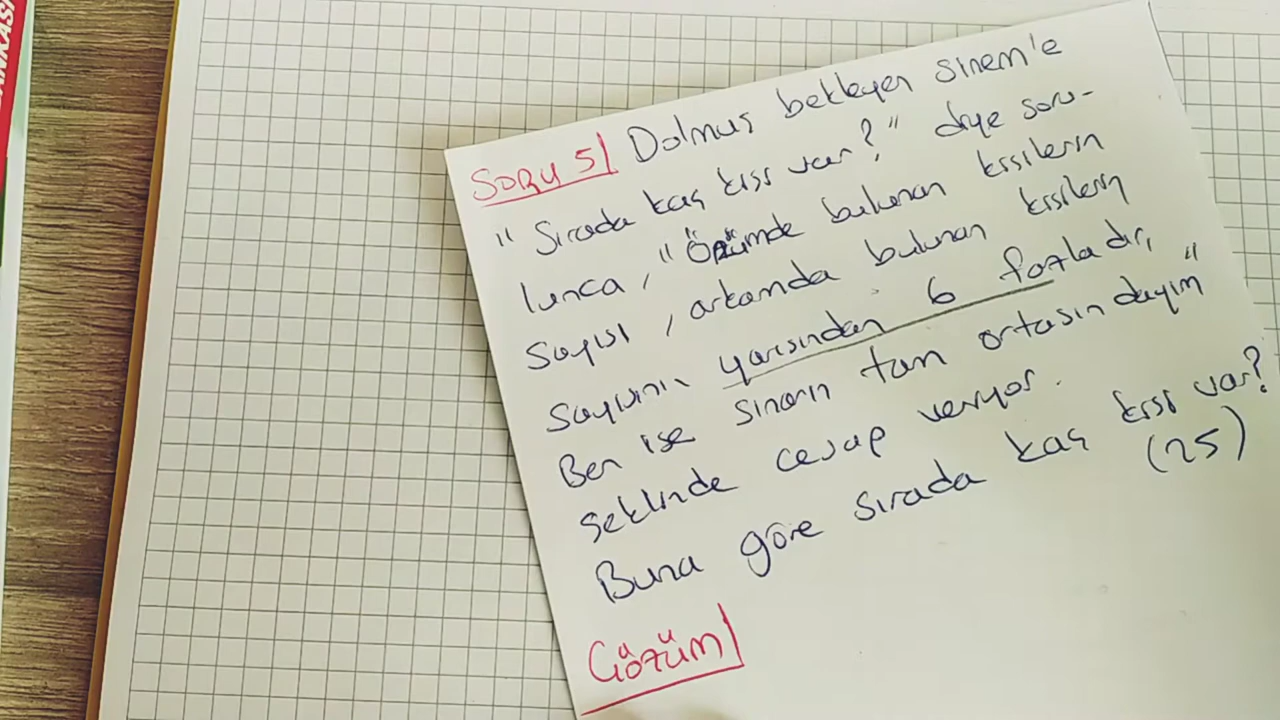 ANKASI
SORU 5 Dolmuş bekleyen Sinem'e
"Sırada kaç kişi var?" diye soru-
lunca, "Önümde bulunan kişilerin
sayısı, arkamda bulunan kişilerin
sayısının yarısından 6 fazladır,
Ben ise sıranın tam ortasındayım"
şeklinde cevap veriyor.
Buna göre sırada kaç kişi var?
(25)
Çözüm